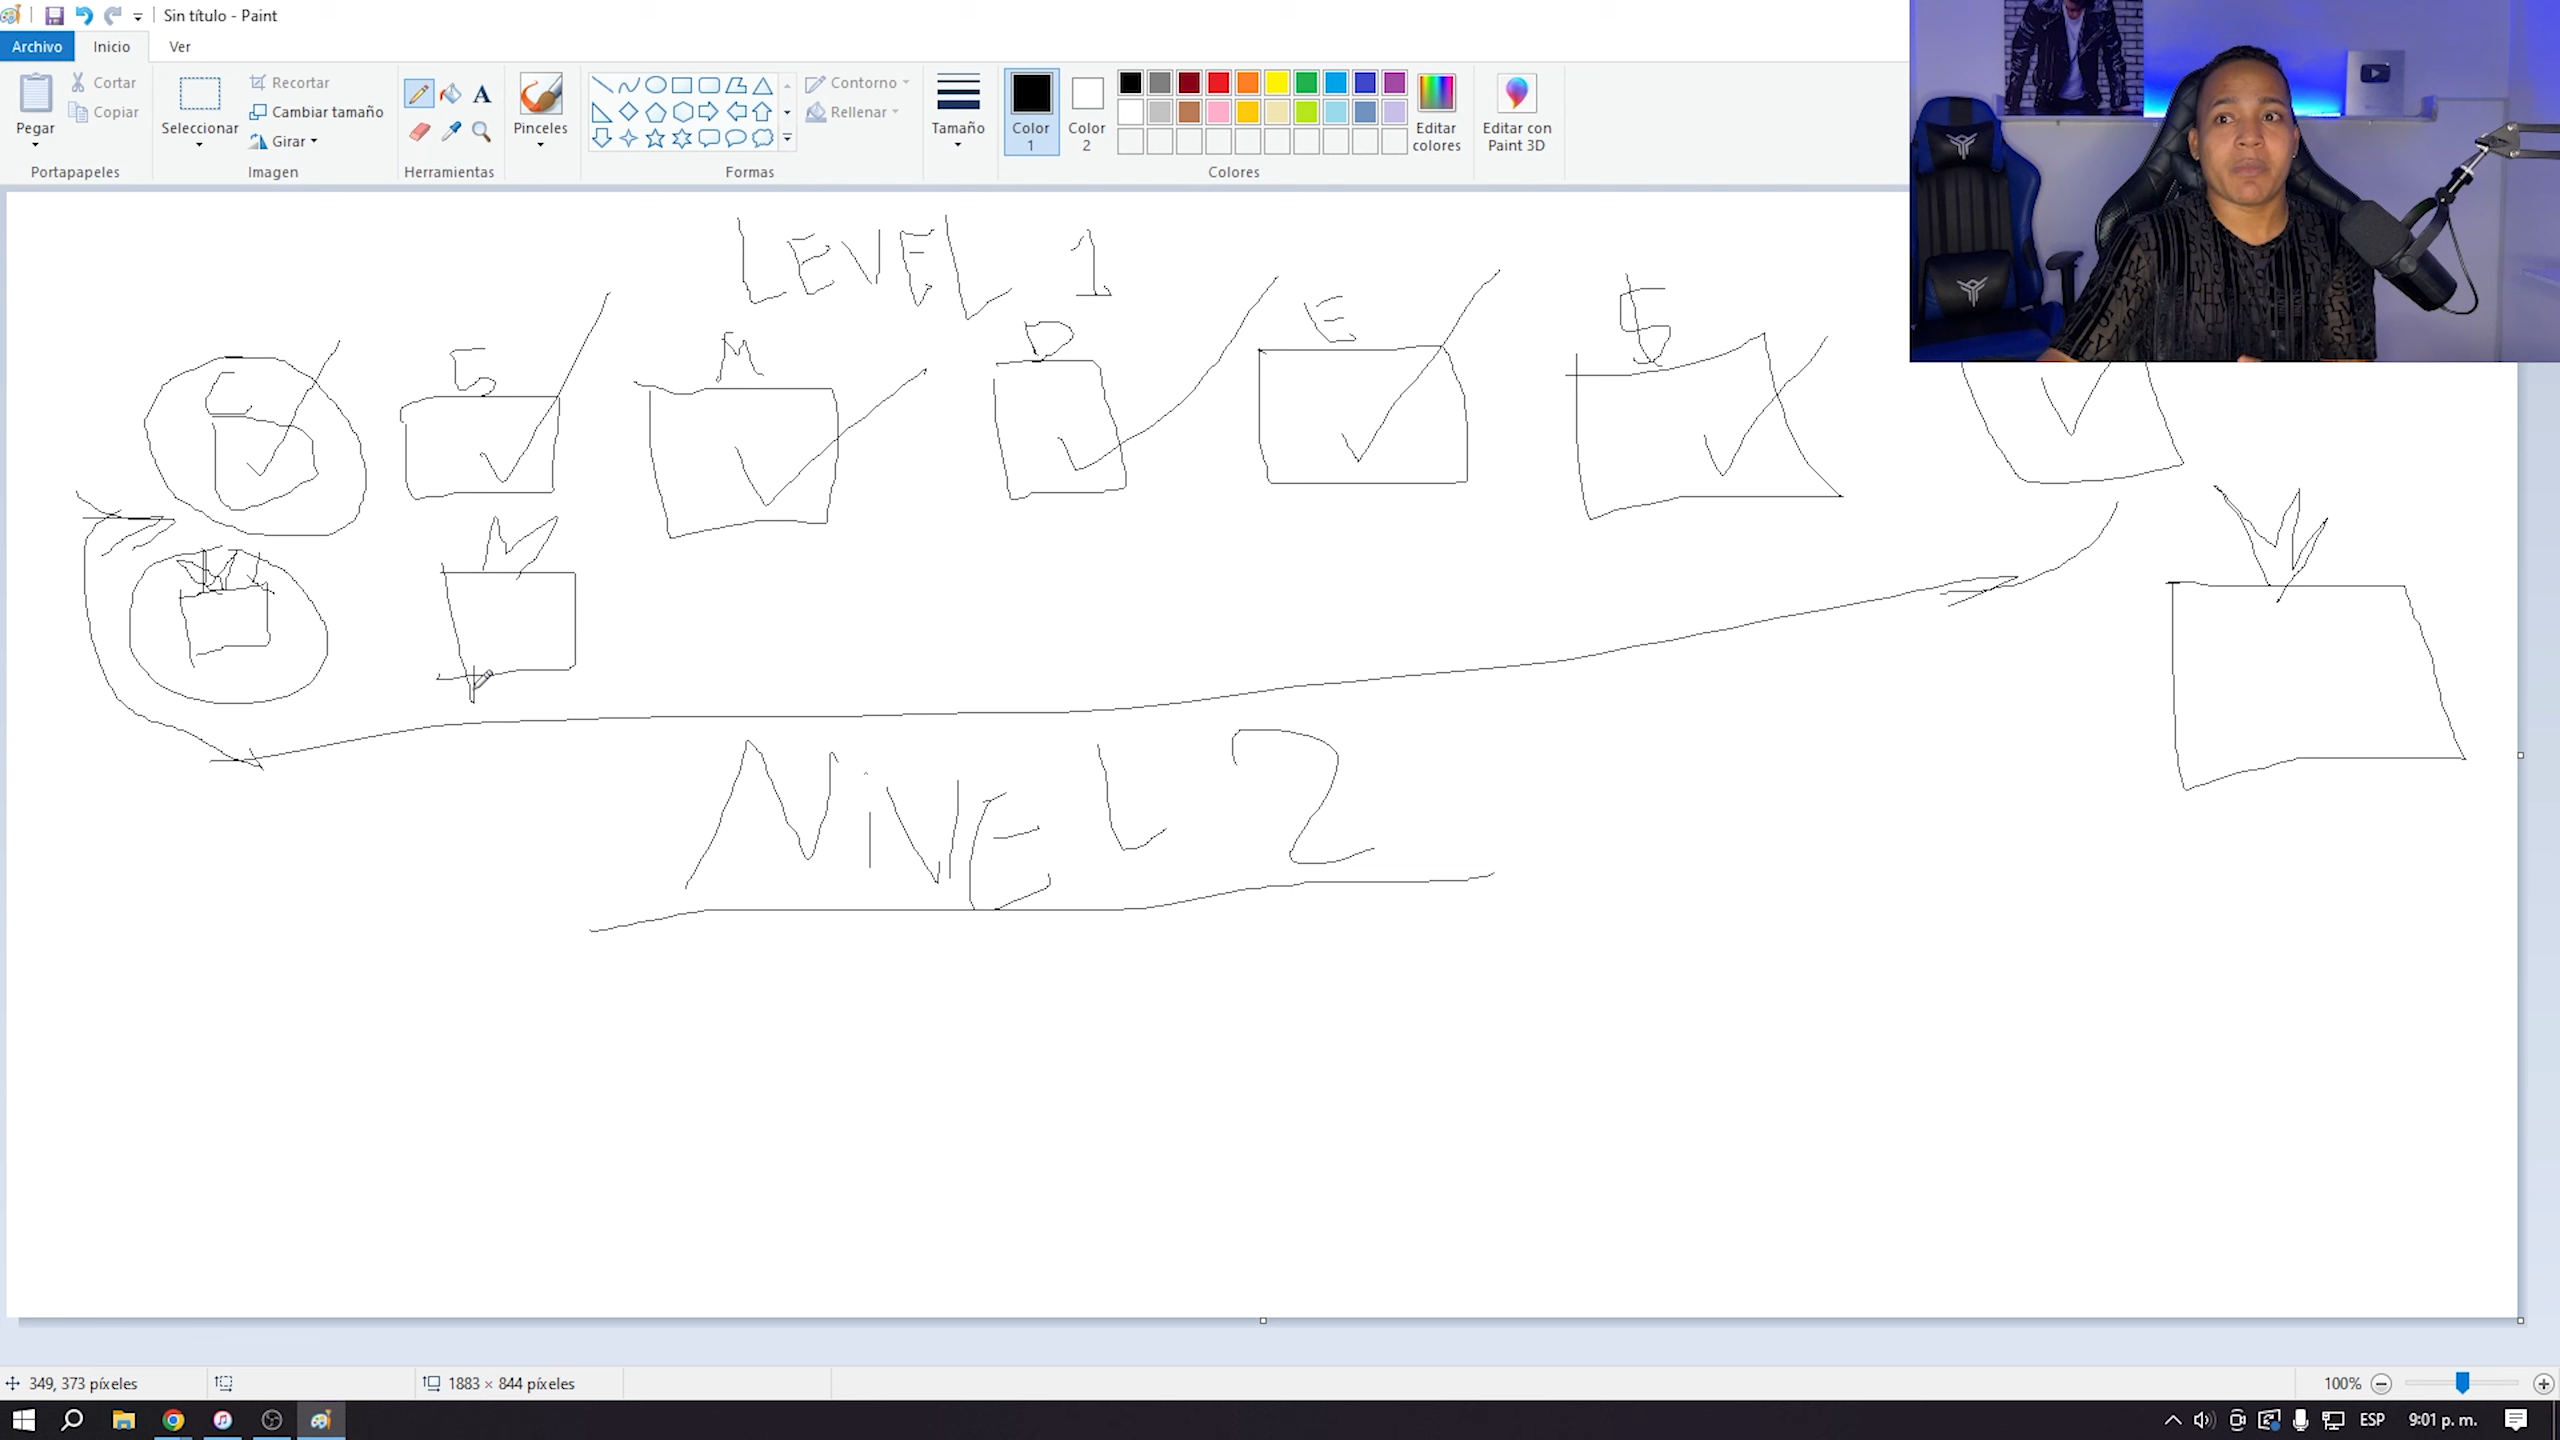 Sin título - Paint
Archivo Inicio Ver
Pegar
Cortar
Copiar
Portapapeles
Seleccionar
Recortar
Cambiar tamaño
Girar
Imagen
A
Herramientas
Pinceles
Formas
Contorno
Rellenar
Tamaño
Color 1
Color 2
Editar colores
Editar con Paint 3D
Colores
LEVEL 1
C 5 M D E
NiVEL 2
349, 373 píxeles
1883 × 844 píxeles
100%
ESP 9:01 p. m.